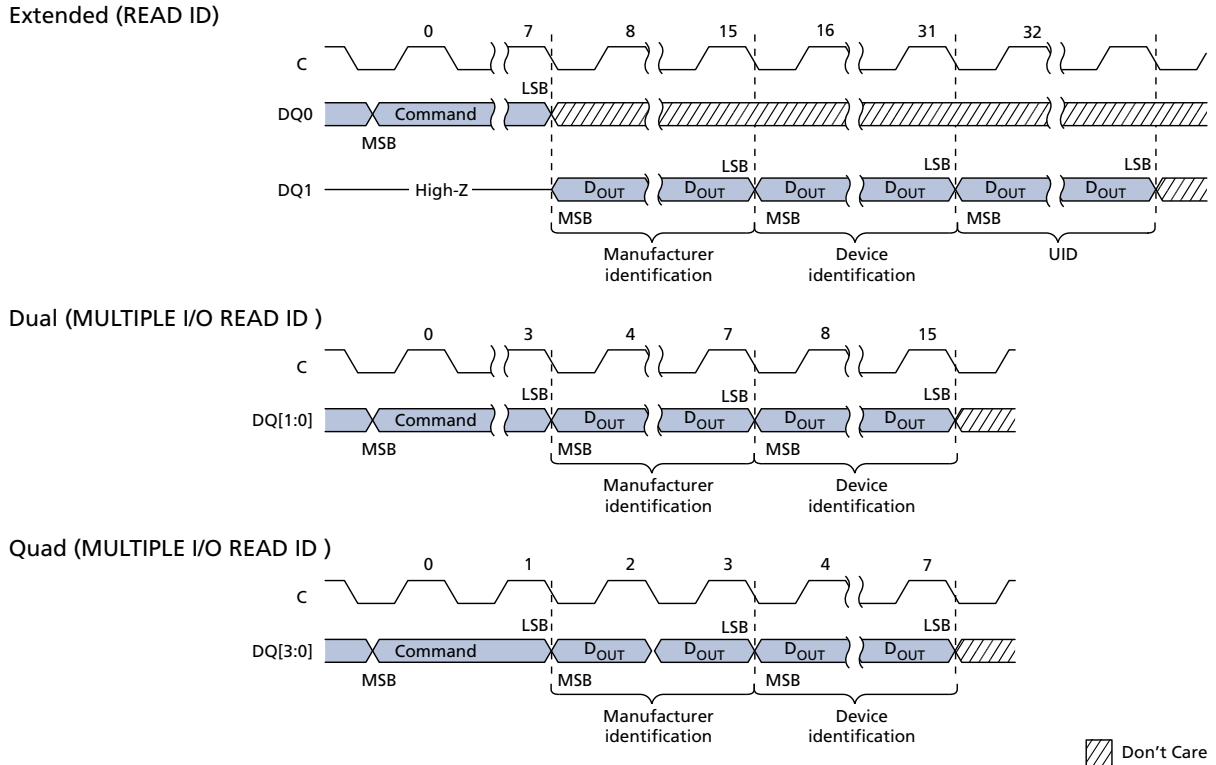 Extended (READ ID)
0 7 8 15 16 31 32
C
LSB
DQ0 Command
MSB
LSB LSB LSB
DQ1 High-Z DOUT DOUT DOUT DOUT DOUT DOUT
MSB MSB MSB
Manufacturer identification Device identification UID
Dual (MULTIPLE I/O READ ID )
0 3 4 7 8 15
C
LSB LSB LSB
DQ[1:0] Command DOUT DOUT DOUT DOUT
MSB MSB MSB
Manufacturer identification Device identification
Quad (MULTIPLE I/O READ ID )
0 1 2 3 4 7
C
LSB LSB LSB
DQ[3:0] Command DOUT DOUT DOUT DOUT
MSB MSB MSB
Manufacturer identification Device identification
Don't Care